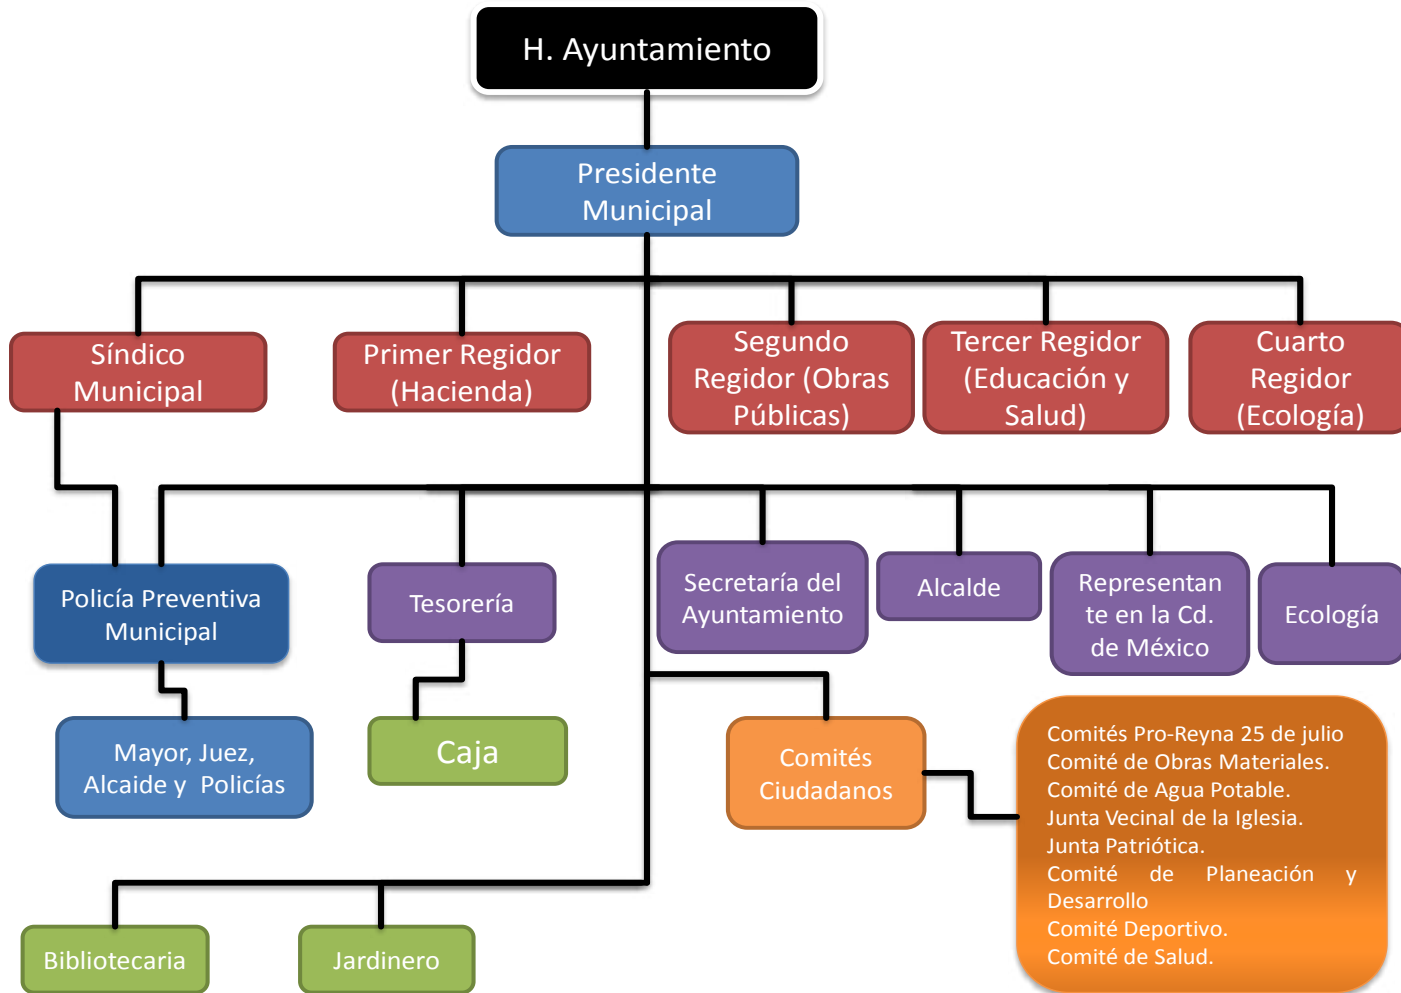 H. Ayuntamiento
Presidente
Municipal
Síndico
Municipal
Primer Regidor
(Hacienda)
Segundo
Regidor (Obras
Públicas)
Tercer Regidor
(Educación y
Salud)
Cuarto
Regidor
(Ecología)
Policía Preventiva
Municipal
Tesorería
Secretaría del
Ayuntamiento
Alcalde
Representan
te en la Cd.
de México
Ecología
Mayor, Juez,
Alcaide y Policías
Caja
Comités
Ciudadanos
Comités Pro-Reyna 25 de julio
Comité de Obras Materiales.
Comité de Agua Potable.
Junta Vecinal de la Iglesia.
Junta Patriótica.
Comité de Planeación y
Desarrollo
Comité Deportivo.
Comité de Salud.
Bibliotecaria
Jardinero